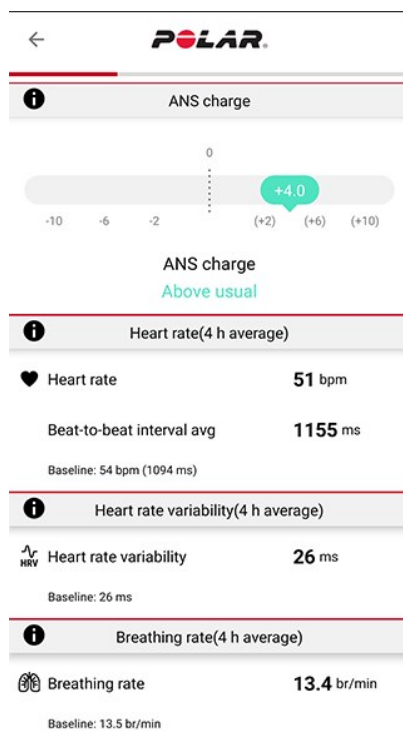 POLAR.
ANS charge
0
+4.0
-10 -6 -2 (+2) (+6) (+10)
ANS charge
Above usual
Heart rate(4 h average)
Heart rate 51 bpm
Beat-to-beat interval avg 1155 ms
Baseline: 54 bpm (1094 ms)
Heart rate variability(4 h average)
HRV Heart rate variability 26 ms
Baseline: 26 ms
Breathing rate(4 h average)
Breathing rate 13.4 br/min
Baseline: 13.5 br/min